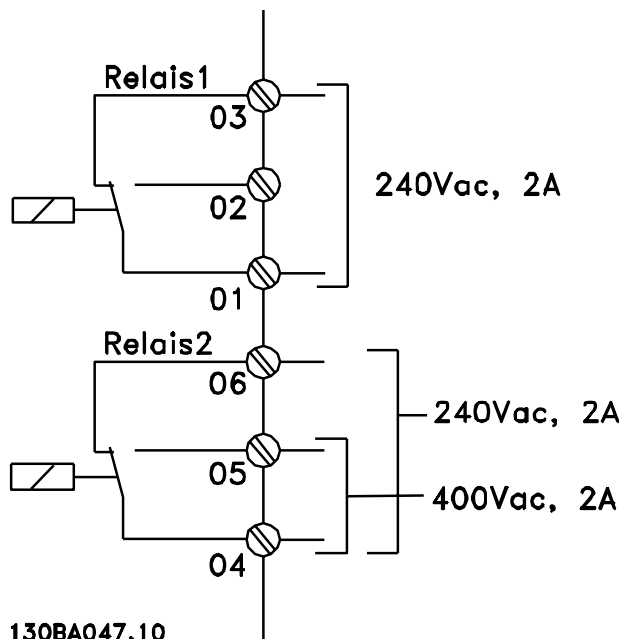 Relais1
03
02
240Vac, 2A
01
Relais2
06
240Vac, 2A
05
400Vac, 2A
04
130BA047.10